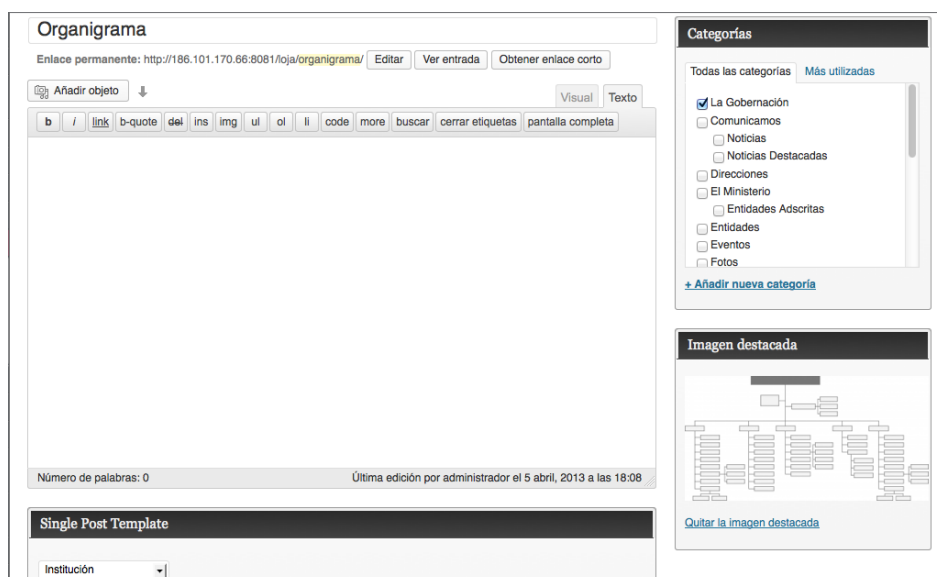 Organigrama
Enlace permanente: http://186.101.170.66:8081/loja/organigrama/ Editar Ver entrada Obtener enlace corto
Añadir objeto
Visual Texto
b i link b-quote del ins img ul ol li code more buscar cerrar etiquetas pantalla completa
Número de palabras: 0 Última edición por administrador el 5 abril, 2013 a las 18:08
Single Post Template
Institución
Categorías
Todas las categorías Más utilizadas
La Gobernación
Comunicamos
Noticias
Noticias Destacadas
Direcciones
El Ministerio
Entidades Adscritas
Entidades
Eventos
Fotos
+ Añadir nueva categoría
Imagen destacada
Quitar la imagen destacada